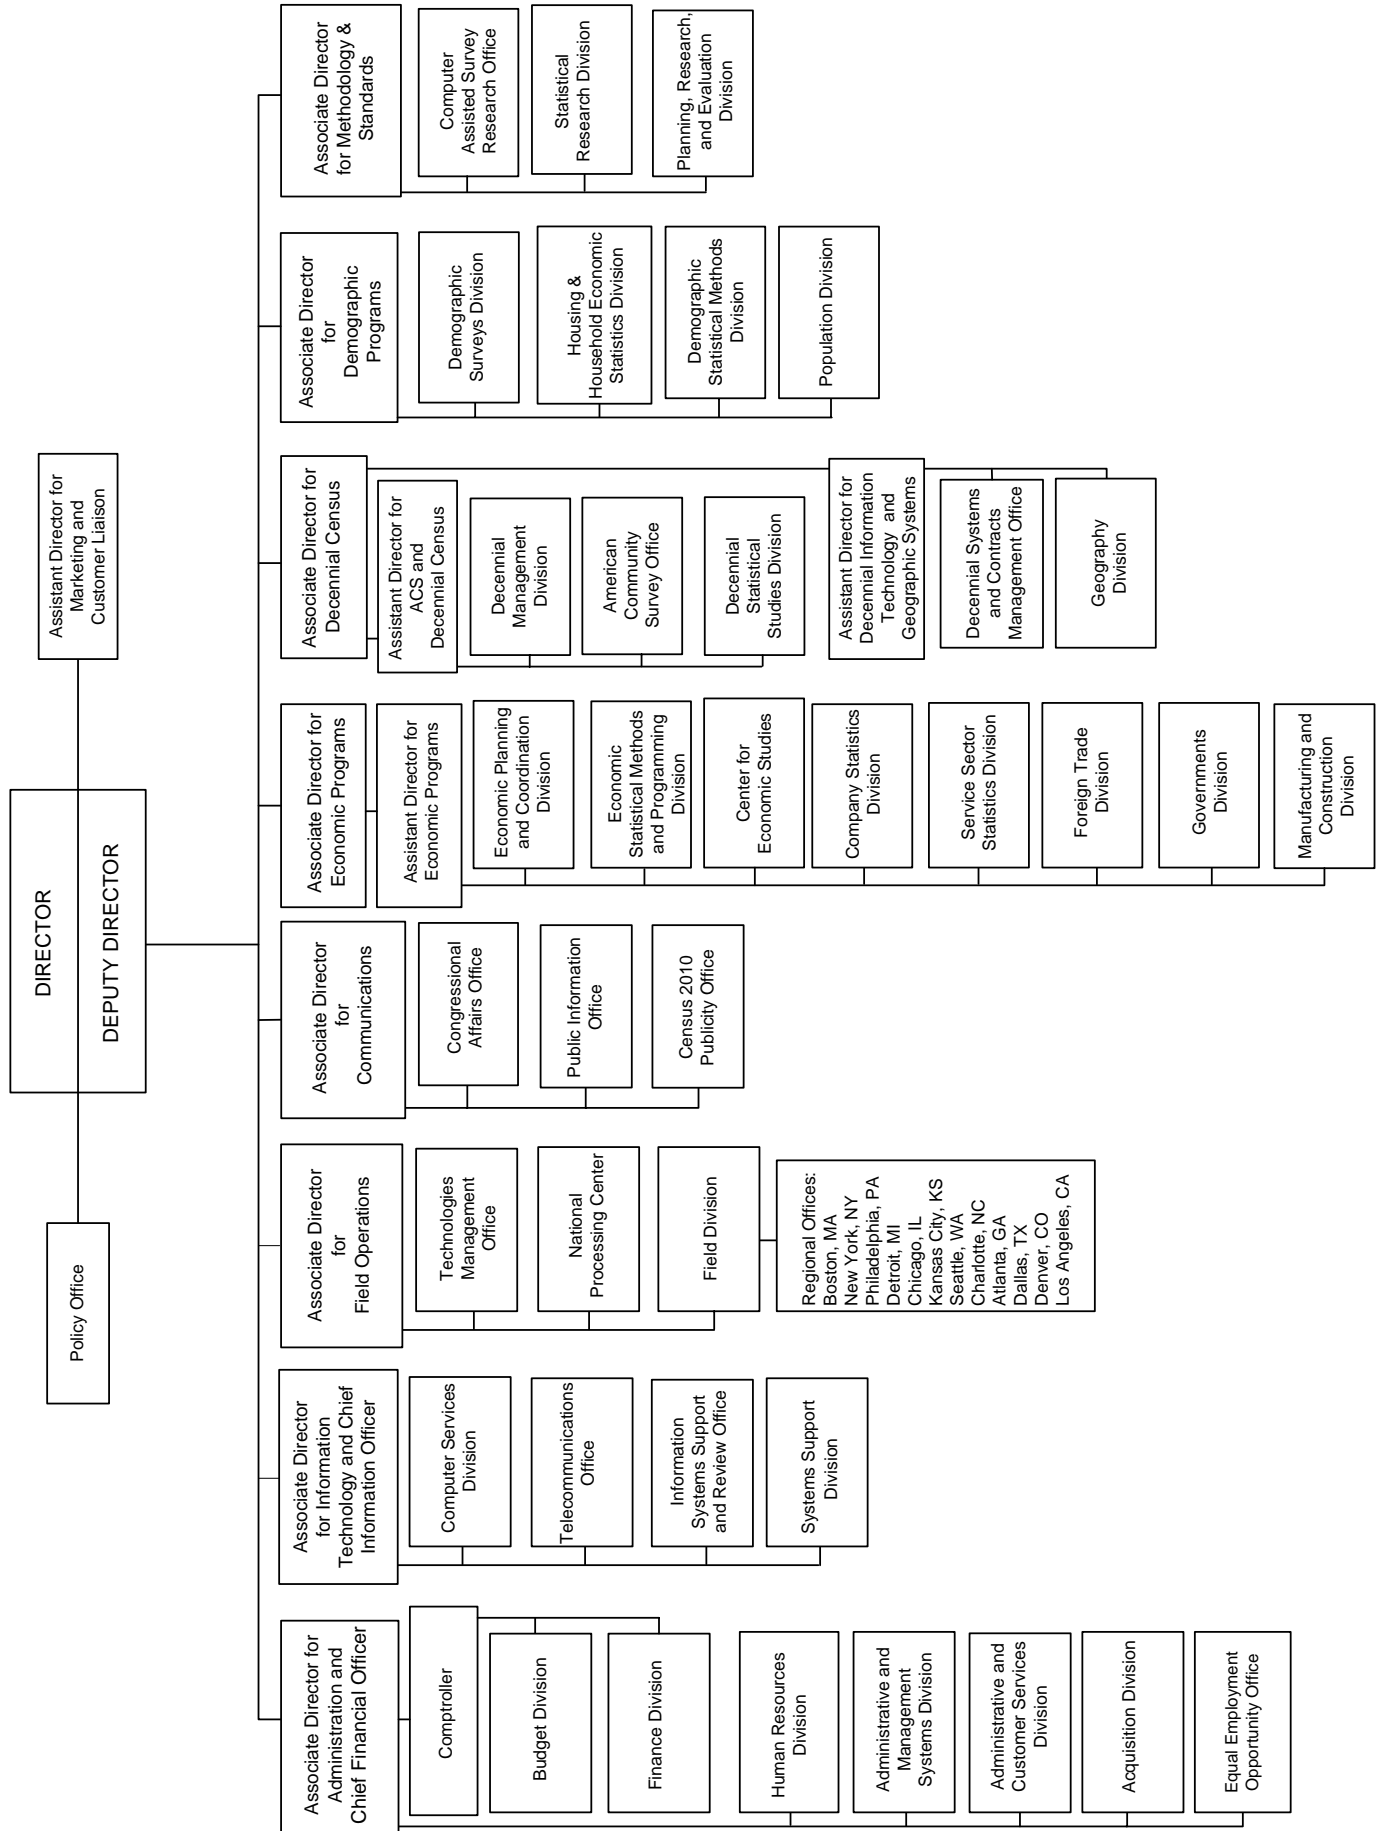 DIRECTOR
DEPUTY DIRECTOR
Policy Office
Assistant Director for
Marketing and
Customer Liaison
Associate Director for
Administration and
Chief Financial Officer
Comptroller
Budget Division
Finance Division
Human Resources
Division
Administrative and
Management
Systems Division
Administrative and
Customer Services
Division
Acquisition Division
Equal Employment
Opportunity Office
Associate Director
for Information
Technology and Chief
Information Officer
Computer Services
Division
Telecommunications
Office
Information
Systems Support
and Review Office
Systems Support
Division
Associate Director
for
Field Operations
Technologies
Management
Office
National
Processing Center
Field Division
Regional Offices:
Boston, MA
New York, NY
Philadelphia, PA
Detroit, MI
Chicago, IL
Kansas City, KS
Seattle, WA
Charlotte, NC
Atlanta, GA
Dallas, TX
Denver, CO
Los Angeles, CA
Associate Director
for
Communications
Congressional
Affairs Office
Public Information
Office
Census 2010
Publicity Office
Associate Director for
Economic Programs
Assistant Director for
Economic Programs
Economic Planning
and Coordination
Division
Economic
Statistical Methods
and Programming
Division
Center for
Economic Studies
Company Statistics
Division
Service Sector
Statistics Division
Foreign Trade
Division
Governments
Division
Manufacturing and
Construction
Division
Associate Director for
Decennial Census
Assistant Director for
ACS and
Decennial Census
Decennial
Management
Division
American
Community
Survey Office
Decennial
Statistical
Studies Division
Assistant Director for
Decennial Information
Technology and
Geographic Systems
Decennial Systems
and Contracts
Management Office
Geography
Division
Associate Director
for
Demographic
Programs
Demographic
Surveys Division
Housing &
Household Economic
Statistics Division
Demographic
Statistical Methods
Division
Population Division
Associate Director
for Methodology &
Standards
Computer
Assisted Survey
Research Office
Statistical
Research Division
Planning, Research,
and Evaluation
Division